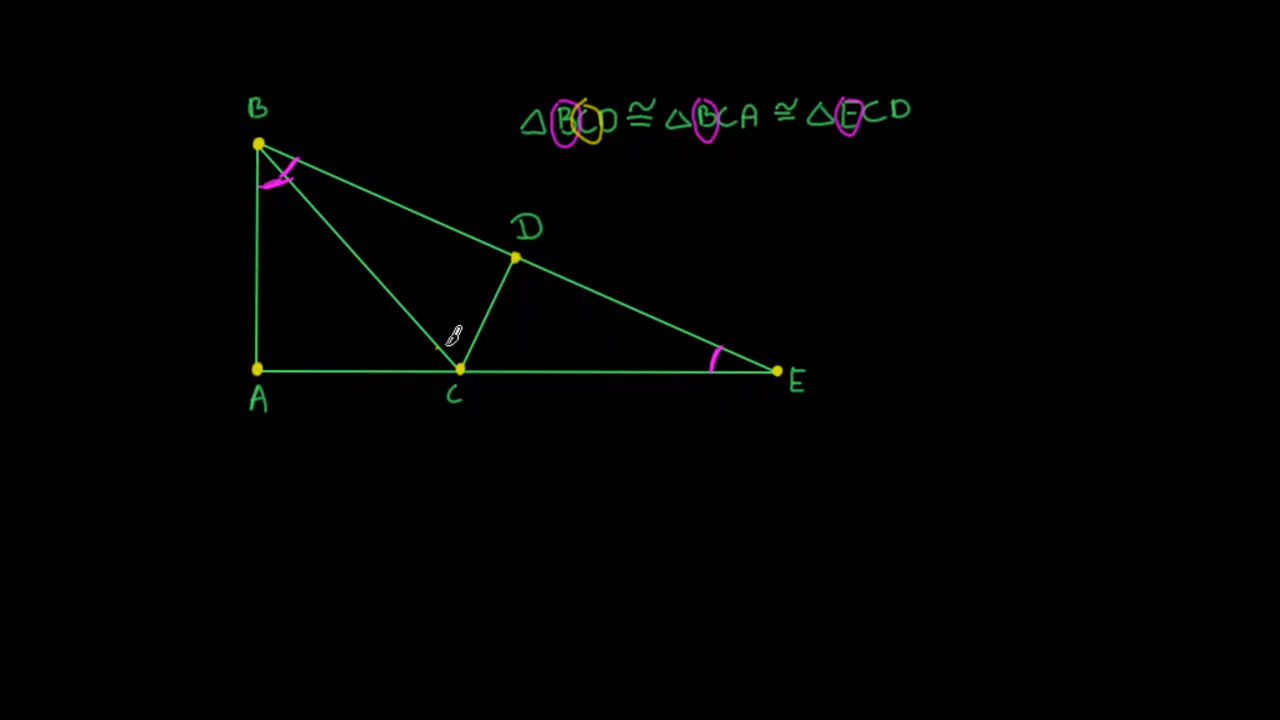 B
△BCD ≅ △BCA ≅ △ECD
D
A
C
E